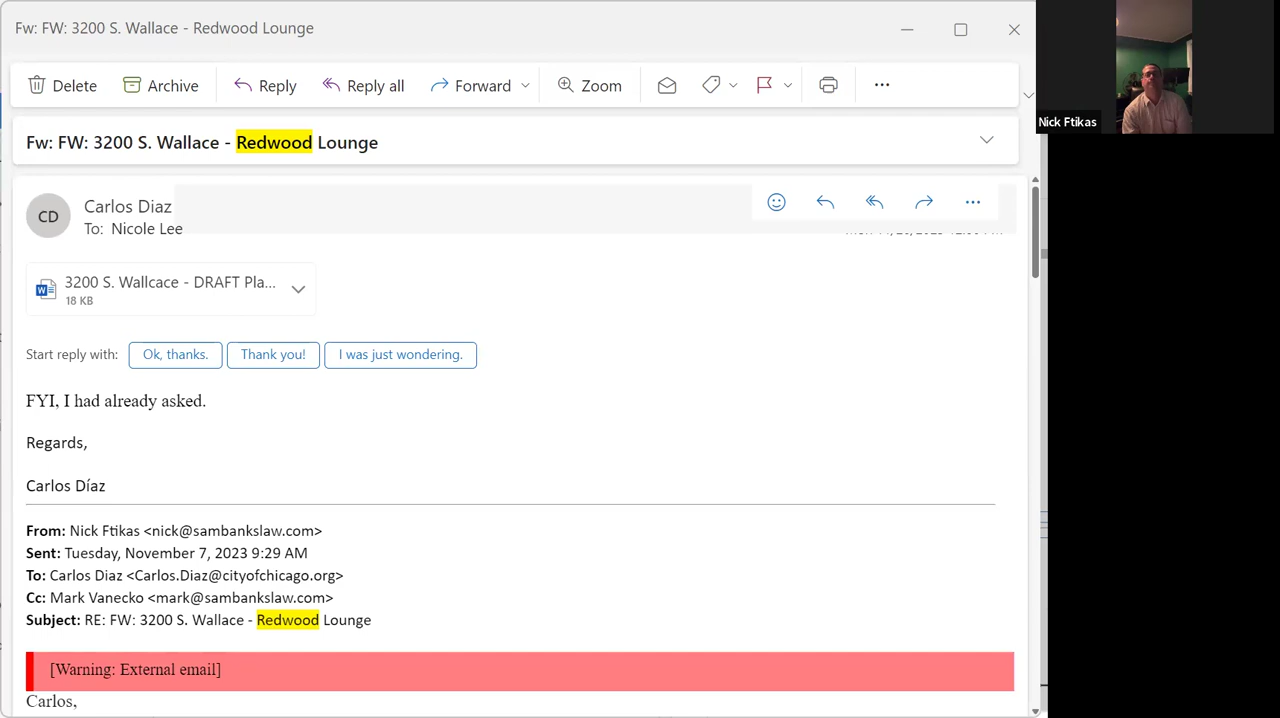 Fw: FW: 3200 S. Wallace - Redwood Lounge
Delete Archive Reply Reply all Forward Zoom
Nick Ftikas
Fw: FW: 3200 S. Wallace - Redwood Lounge
CD
Carlos Diaz
To: Nicole Lee
3200 S. Wallcace - DRAFT Pla...
18 KB
Start reply with: Ok, thanks. Thank you! I was just wondering.
FYI, I had already asked.
Regards,
Carlos Díaz
From: Nick Ftikas <nick@sambankslaw.com>
Sent: Tuesday, November 7, 2023 9:29 AM
To: Carlos Diaz <Carlos.Diaz@cityofchicago.org>
Cc: Mark Vanecko <mark@sambankslaw.com>
Subject: RE: FW: 3200 S. Wallace - Redwood Lounge
[Warning: External email]
Carlos,